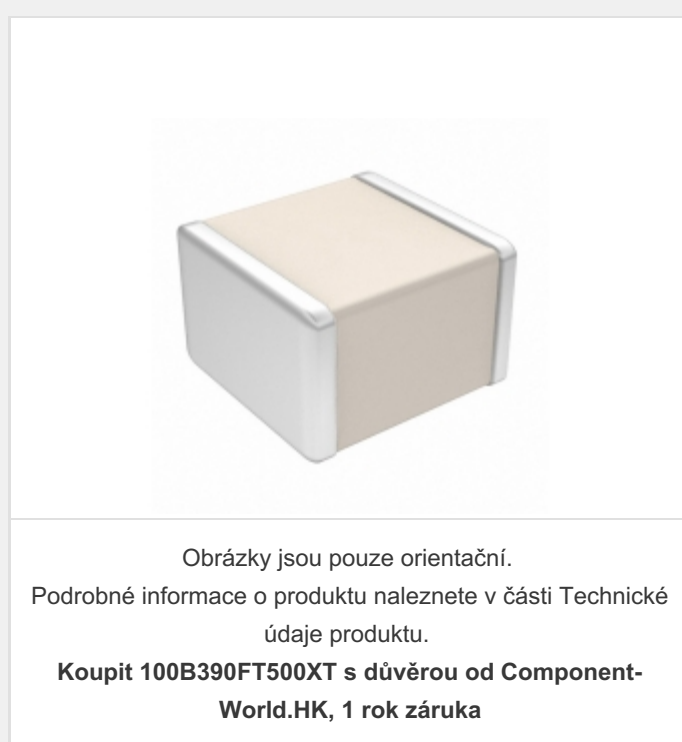 Obrázky jsou pouze orientační.
Podrobné informace o produktu naleznete v části Technické
údaje produktu.
Koupit 100B390FT500XT s důvěrou od Component-
World.HK, 1 rok záruka